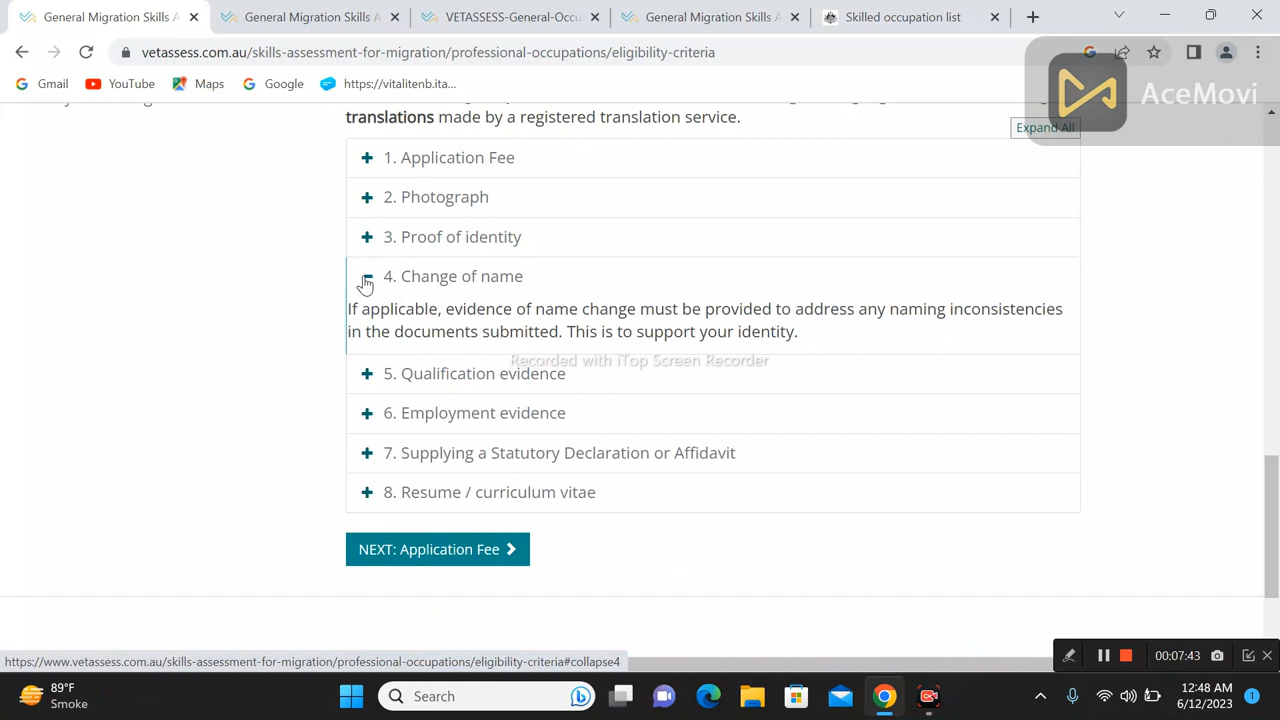 General Migration Skills A
General Migration Skills A
VETASSESS-General-Occu
General Migration Skills A
Skilled occupation list
vetassess.com.au/skills-assessment-for-migration/professional-occupations/eligibility-criteria
Gmail
YouTube
Maps
Google
https://vitalitenb.ita...
AceMovi
translations made by a registered translation service.
Expand All
1. Application Fee
2. Photograph
3. Proof of identity
4. Change of name
If applicable, evidence of name change must be provided to address any naming inconsistencies
in the documents submitted. This is to support your identity.
Recorded with iTop Screen Recorder
5. Qualification evidence
6. Employment evidence
7. Supplying a Statutory Declaration or Affidavit
8. Resume / curriculum vitae
NEXT: Application Fee
https://www.vetassess.com.au/skills-assessment-for-migration/professional-occupations/eligibility-criteria#collapse4
00:07:43
89°F
Smoke
Search
12:48 AM
6/12/2023
1